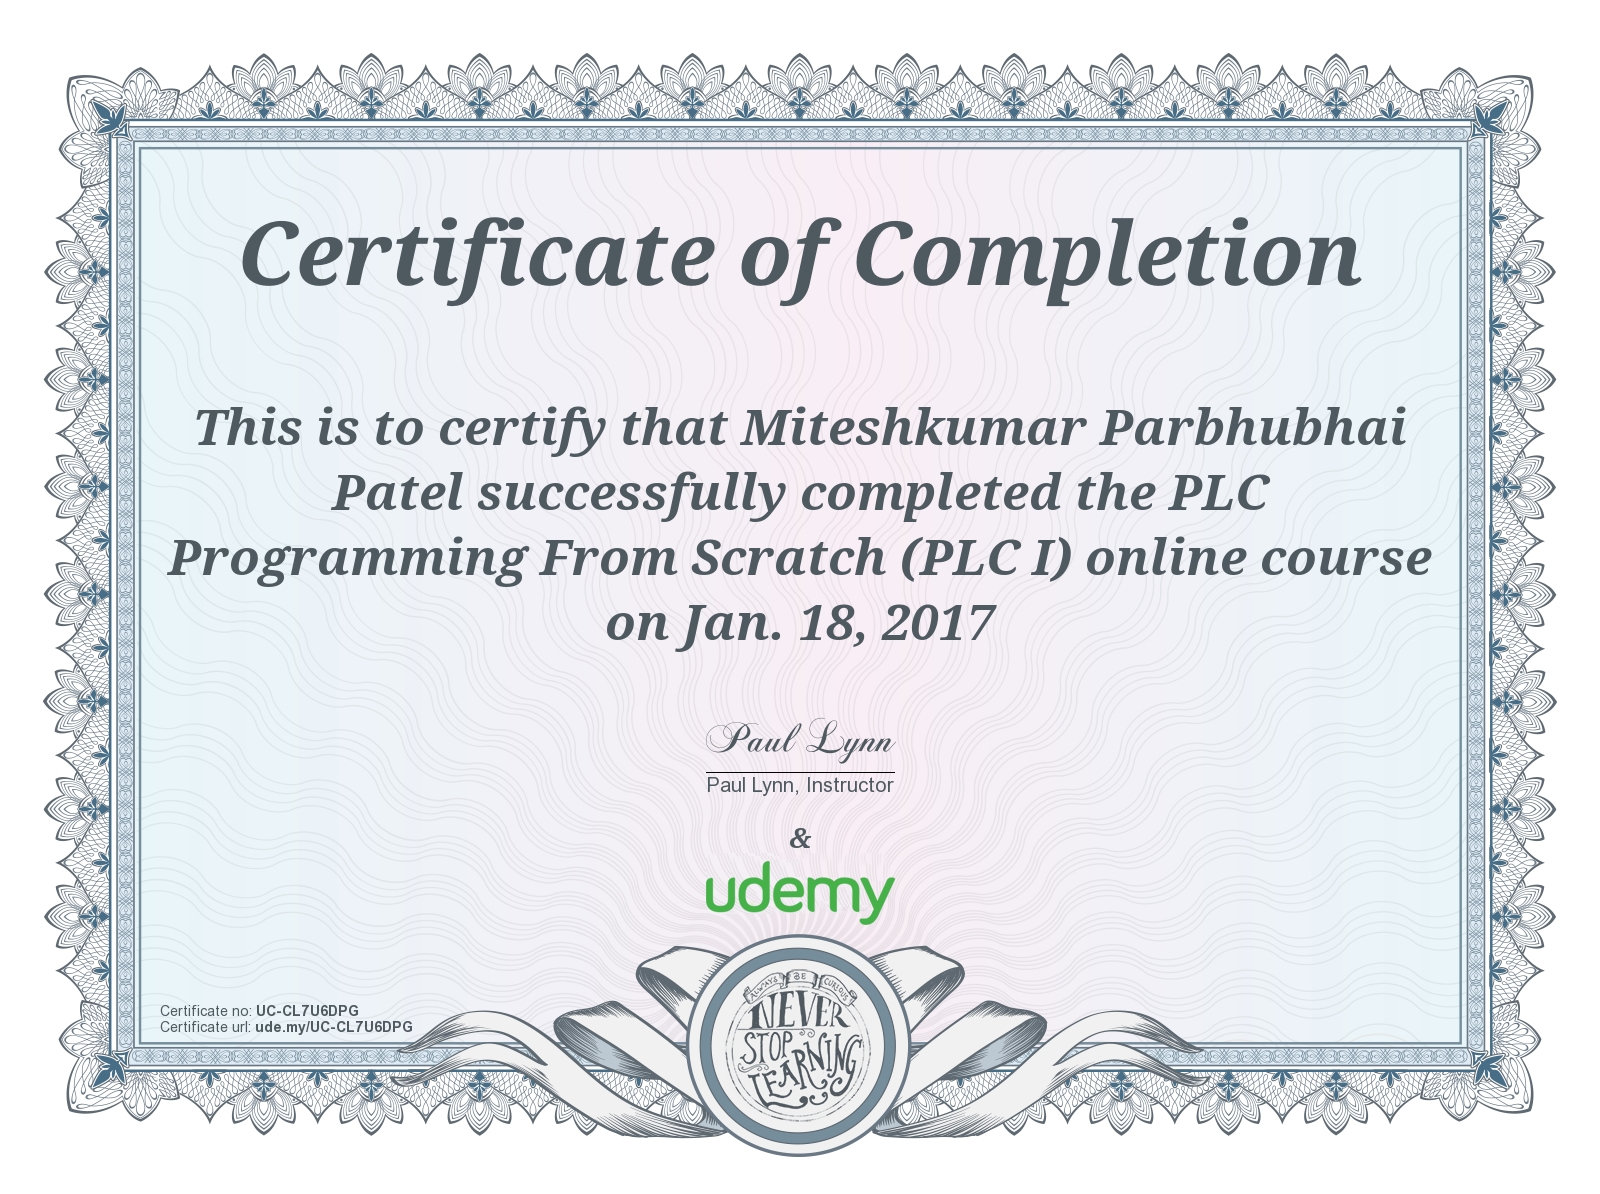 Certificate of Completion
This is to certify that Miteshkumar Parbhubhai
Patel successfully completed the PLC
Programming From Scratch (PLC I) online course
on Jan. 18, 2017
Paul Lynn
Paul Lynn, Instructor
&
udemy
Certificate no: UC-CL7U6DPG
Certificate url: ude.my/UC-CL7U6DPG
ALWAYS BE CURIOUS
NEVER
STOP
LEARNING